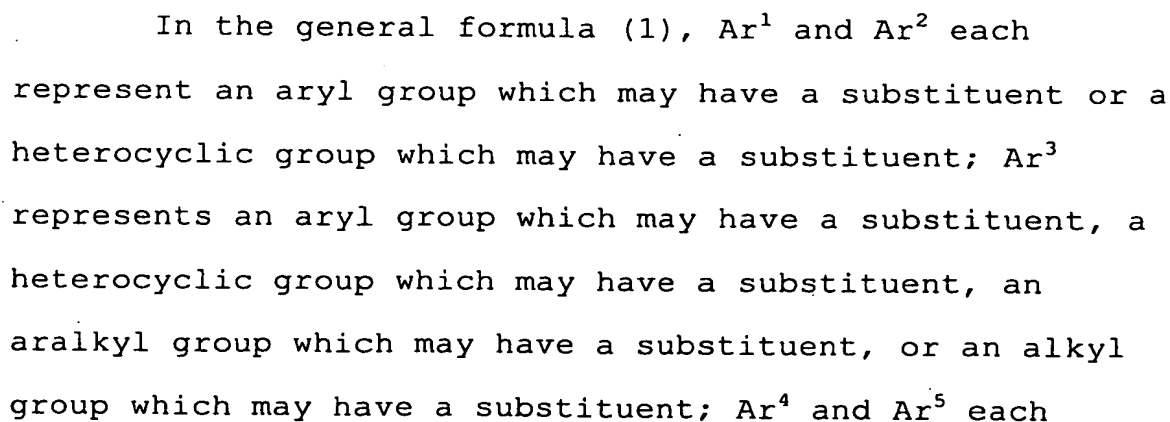 In the general formula (1), Ar¹ and Ar² each
represent an aryl group which may have a substituent or a
heterocyclic group which may have a substituent; Ar³
represents an aryl group which may have a substituent, a
heterocyclic group which may have a substituent, an
aralkyl group which may have a substituent, or an alkyl
group which may have a substituent; Ar⁴ and Ar⁵ each